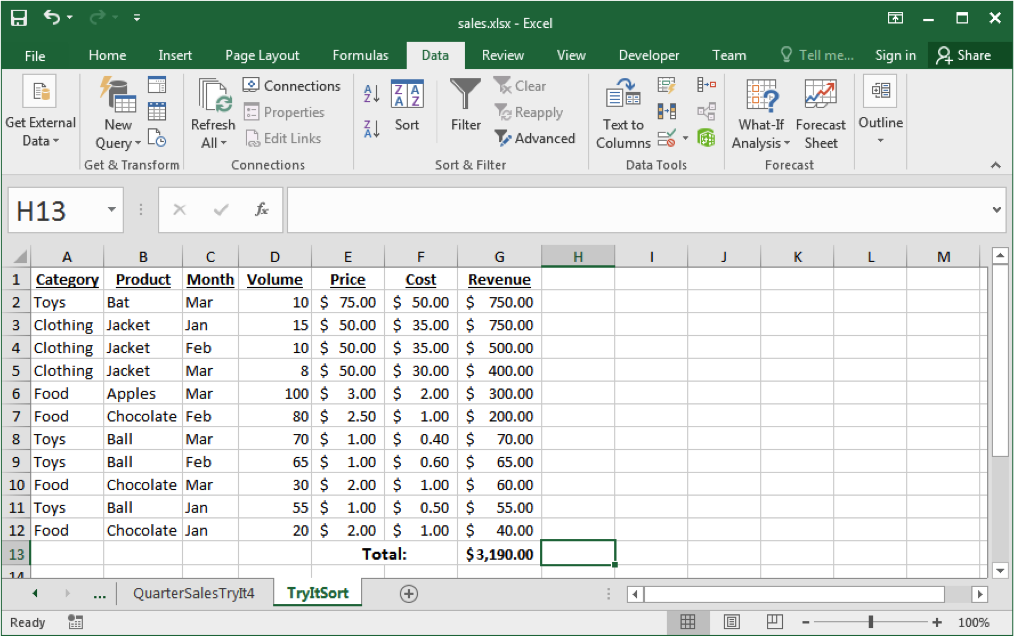 sales.xlsx - Excel
File Home Insert Page Layout Formulas Data Review View Developer Team Tell me... Sign in Share
Get External Data
New Query
Get & Transform
Refresh All
Connections
Properties
Edit Links
Connections
Sort
Filter
Clear
Reapply
Advanced
Sort & Filter
Text to Columns
Data Tools
What-If Analysis
Forecast Sheet
Forecast
Outline
H13 fx
A B C D E F G H I J K L M
1 Category Product Month Volume Price Cost Revenue
2 Toys Bat Mar 10 $ 75.00 $ 50.00 $ 750.00
3 Clothing Jacket Jan 15 $ 50.00 $ 35.00 $ 750.00
4 Clothing Jacket Feb 10 $ 50.00 $ 35.00 $ 500.00
5 Clothing Jacket Mar 8 $ 50.00 $ 30.00 $ 400.00
6 Food Apples Mar 100 $ 3.00 $ 2.00 $ 300.00
7 Food Chocolate Feb 80 $ 2.50 $ 1.00 $ 200.00
8 Toys Ball Mar 70 $ 1.00 $ 0.40 $ 70.00
9 Toys Ball Feb 65 $ 1.00 $ 0.60 $ 65.00
10 Food Chocolate Mar 30 $ 2.00 $ 1.00 $ 60.00
11 Toys Ball Jan 55 $ 1.00 $ 0.50 $ 55.00
12 Food Chocolate Jan 20 $ 2.00 $ 1.00 $ 40.00
13 Total: $3,190.00
14
... QuarterSalesTryIt4 TryItSort
Ready 100%